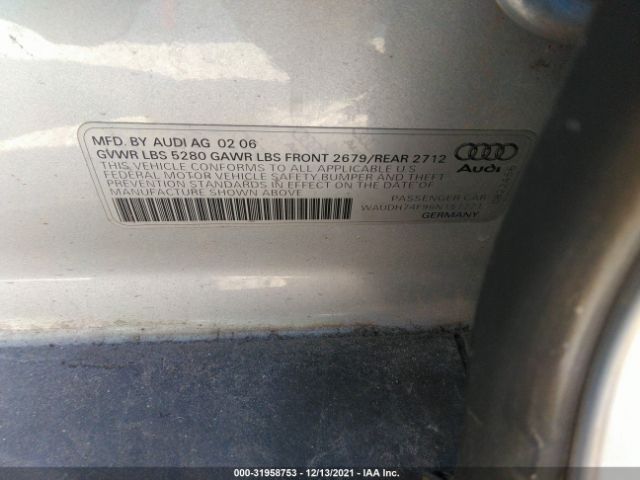 MFD. BY AUDI AG 02 06
GVWR LBS 5280 GAWR LBS FRONT 2679/REAR 2712
THIS VEHICLE CONFORMS TO ALL APPLICABLE U.S
FEDERAL MOTOR VEHICLE SAFETY BUMPER AND THEFT
PREVENTION STANDARDS IN EFFECT ON THE DATE OF
MANUFACTURE SHOWN ABOVE
Audi
PASSENGER CAR
GERMANY
000-31958753 - 12/13/2021 - IAA Inc.